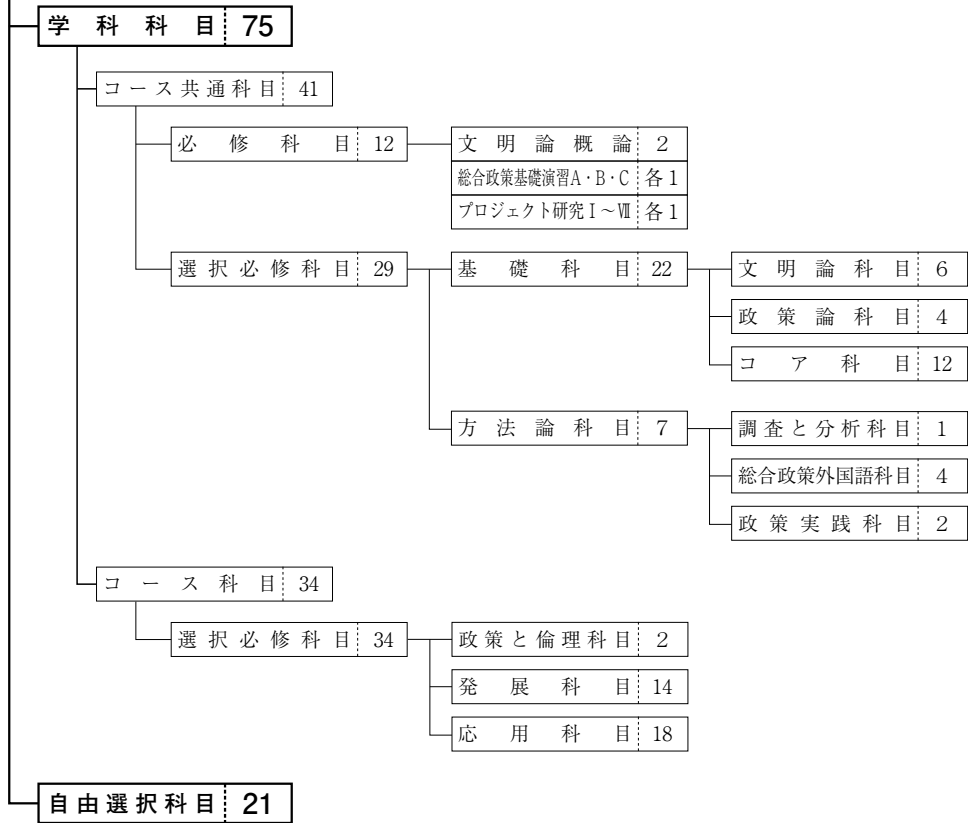 学科科目 75
コース共通科目 41
必修科目 12
文明論概論 2
総合政策基礎演習A・B・C 各1
プロジェクト研究Ⅰ～Ⅶ 各1
選択必修科目 29
基礎科目 22
文明論科目 6
政策論科目 4
コア科目 12
方法論科目 7
調査と分析科目 1
総合政策外国語科目 4
政策実践科目 2
コース科目 34
選択必修科目 34
政策と倫理科目 2
発展科目 14
応用科目 18
自由選択科目 21